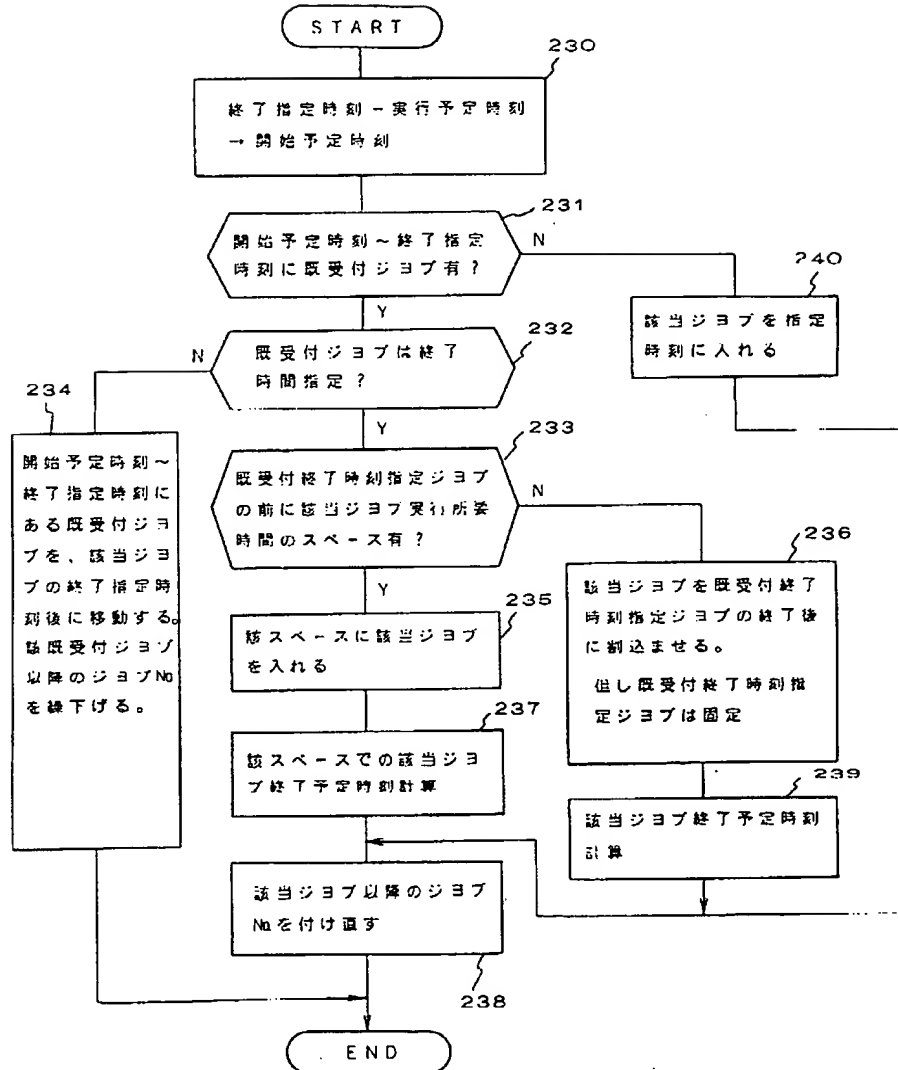 START
230
終了指定時刻－実行予定時刻
→開始予定時刻
231
開始予定時刻～終了指定
時刻に既受付ジョブ有？
N
Y
240
該当ジョブを指定
時刻に入れる
232
既受付ジョブは終了
時間指定？
N
Y
234
開始予定時刻～
終了指定時刻に
ある既受付ジョ
ブを、該当ジョ
ブの終了指定時
刻後に移動する。
該既受付ジョブ
以降のジョブNo
を繰下げる。
233
既受付終了時刻指定ジョブ
の前に該当ジョブ実行所要
時間のスペース有？
N
Y
235
該スペースに該当ジョブ
を入れる
236
該当ジョブを既受付終了
時刻指定ジョブの終了後
に割込ませる。
但し既受付終了時刻指
定ジョブは固定
237
該スペースでの該当ジョ
ブ終了予定時刻計算
239
該当ジョブ終了予定時刻
計算
該当ジョブ以降のジョブ
Noを付け直す
238
END